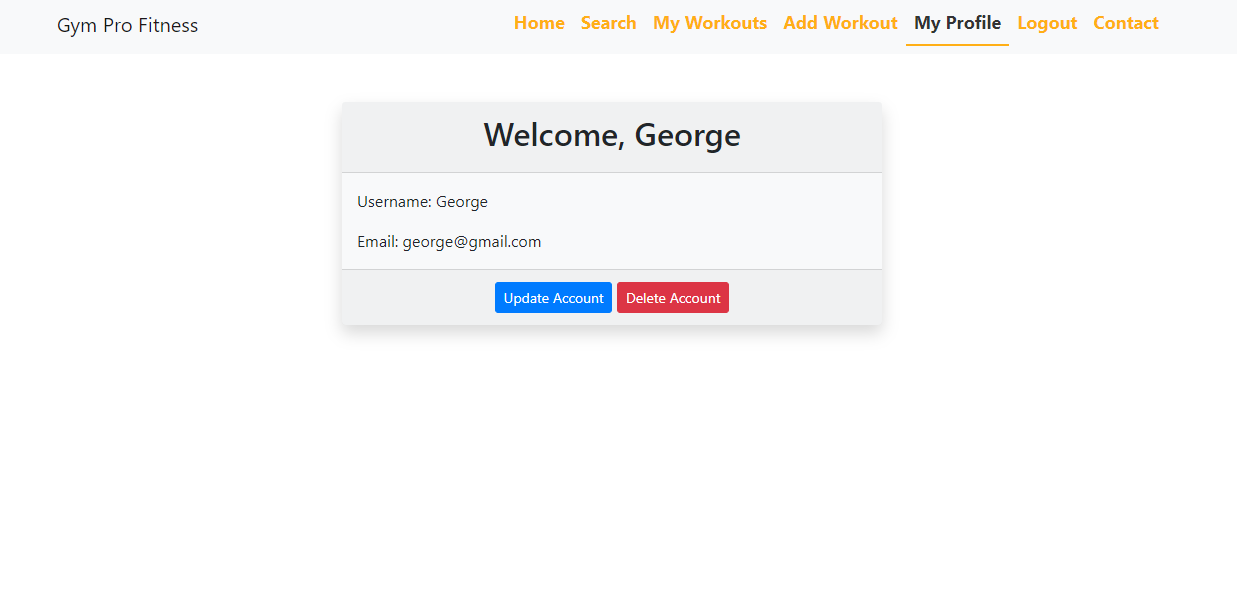 Gym Pro Fitness Home Search My Workouts Add Workout My Profile Logout Contact
Welcome, George
Username: George
Email: george@gmail.com
Update Account Delete Account